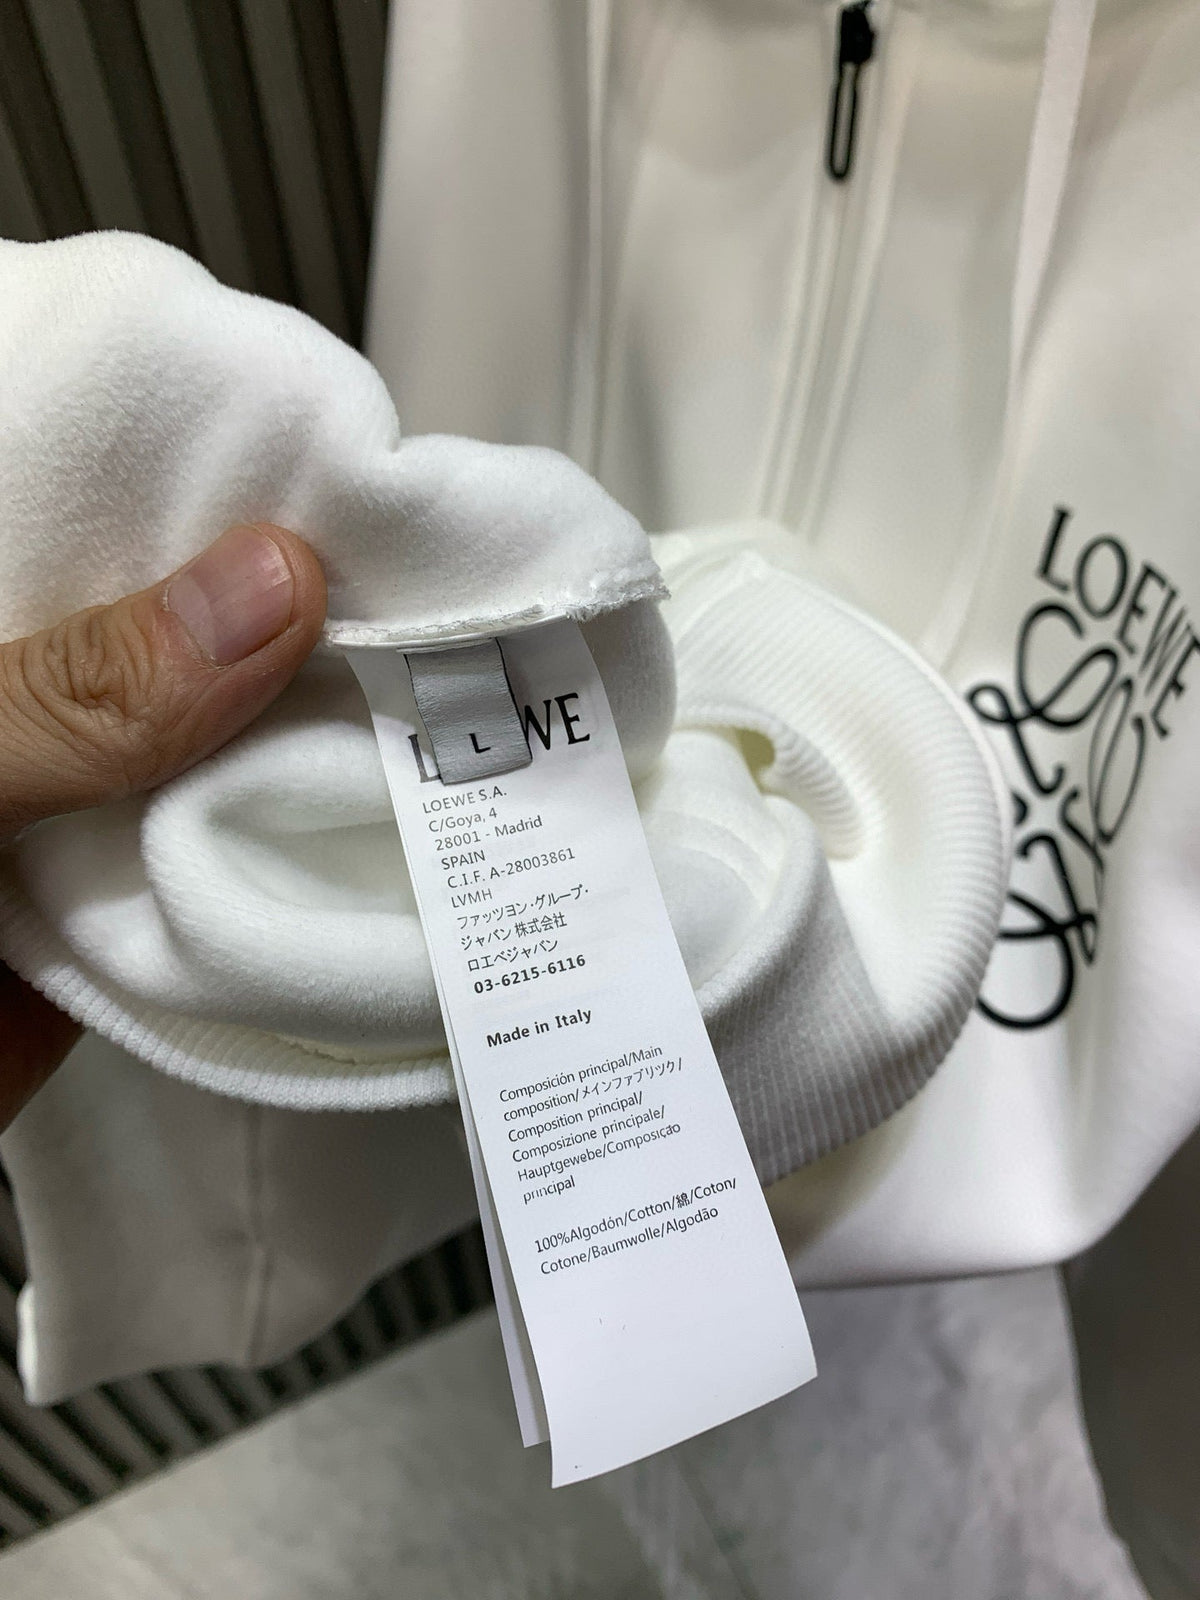 LOEWE
L
WE
LOEWE S.A.
C/Goya, 4
28001 - Madrid
SPAIN
C.I.F. A-28003861
LVMH
ファッツヨン·グループ·
ジャパン 株式会社
ロエベジャパン
03-6215-6116
Made in Italy
Composición principal/Main
composition/メインファブリツク/
Composition principal/
Composizione principale/
Hauptgewebe/Composição
principal
100%Algodón/Cotton/綿/Coton/
Cotone/Baumwolle/Algodão